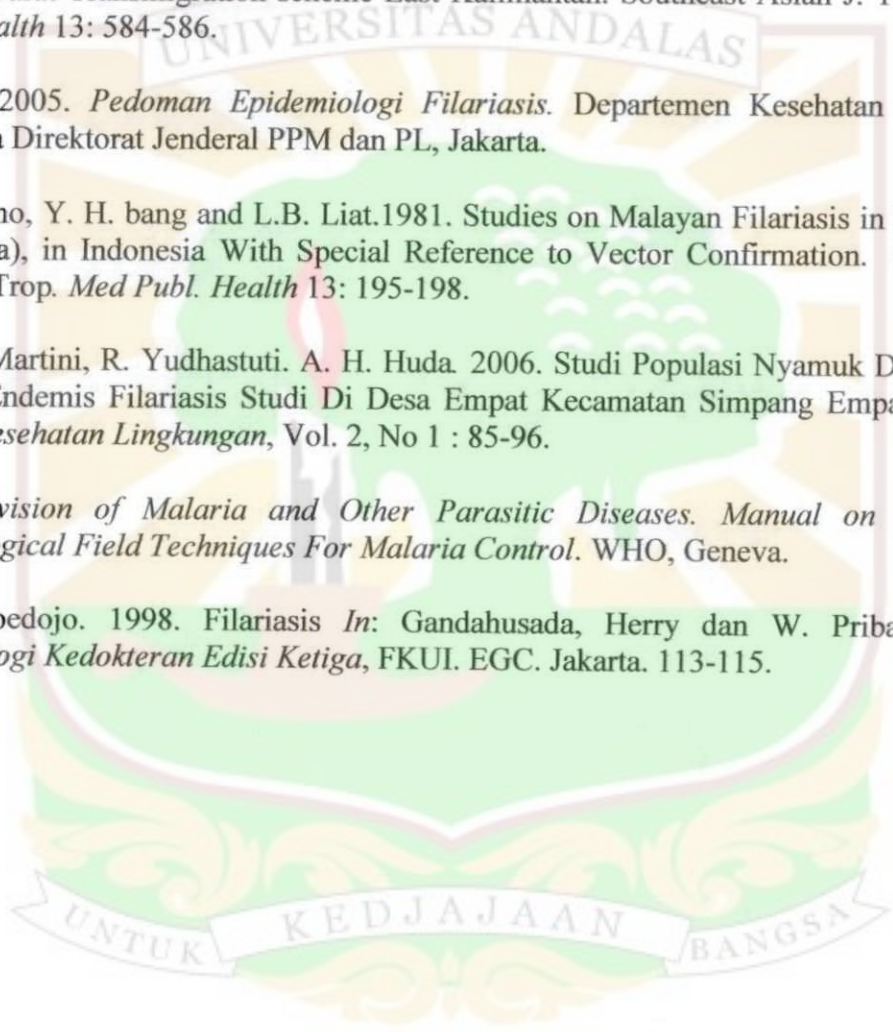 alth 13: 584-586.
UNIVERSITAS ANDALAS
2005. Pedoman Epidemiologi Filariasis. Departemen Kesehatan
Direktorat Jenderal PPM dan PL, Jakarta.
no, Y. H. bang and L.B. Liat.1981. Studies on Malayan Filariasis in
a), in Indonesia With Special Reference to Vector Confirmation.
Trop. Med Publ. Health 13: 195-198.
Martini, R. Yudhastuti. A. H. Huda. 2006. Studi Populasi Nyamuk D
Endemis Filariasis Studi Di Desa Empat Kecamatan Simpang Empa
esehatan Lingkungan, Vol. 2, No 1 : 85-96.
vision of Malaria and Other Parasitic Diseases. Manual on
gical Field Techniques For Malaria Control. WHO, Geneva.
oedojo. 1998. Filariasis In: Gandahusada, Herry dan W. Priba
ogi Kedokteran Edisi Ketiga, FKUI. EGC. Jakarta. 113-115.
UNTUK KEDJAJAAN BANGSA